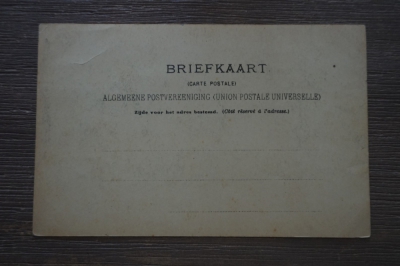 BRIEFKAART
(CARTE POSTALE)
ALGEMEENE POSTVEREENIGING (UNION POSTALE UNIVERSELLE)
Zijde voor het adres bestemd. (Côté réservé à l'adresse.)